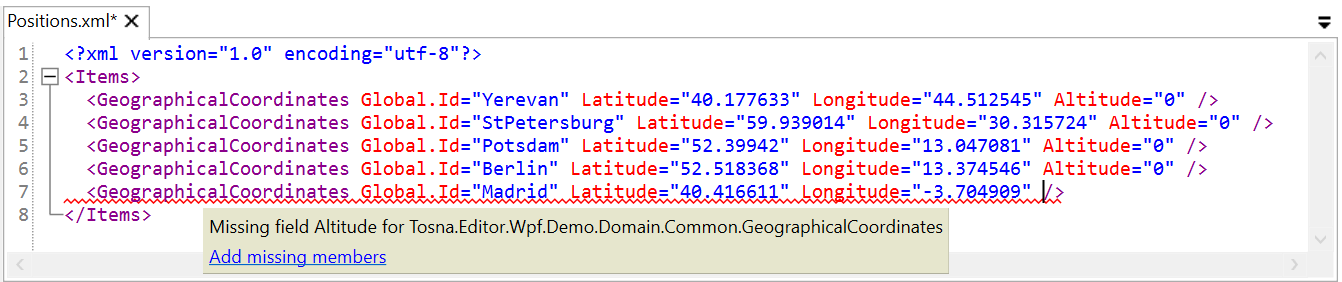 Positions.xml*
1 <?xml version="1.0" encoding="utf-8"?>
2 <Items>
3 <GeographicalCoordinates Global.Id="Yerevan" Latitude="40.177633" Longitude="44.512545" Altitude="0" />
4 <GeographicalCoordinates Global.Id="StPetersburg" Latitude="59.939014" Longitude="30.315724" Altitude="0" />
5 <GeographicalCoordinates Global.Id="Potsdam" Latitude="52.39942" Longitude="13.047081" Altitude="0" />
6 <GeographicalCoordinates Global.Id="Berlin" Latitude="52.518368" Longitude="13.374546" Altitude="0" />
7 <GeographicalCoordinates Global.Id="Madrid" Latitude="40.416611" Longitude="-3.704909" />
8 </Items>
Missing field Altitude for Tosna.Editor.Wpf.Demo.Domain.Common.GeographicalCoordinates
Add missing members